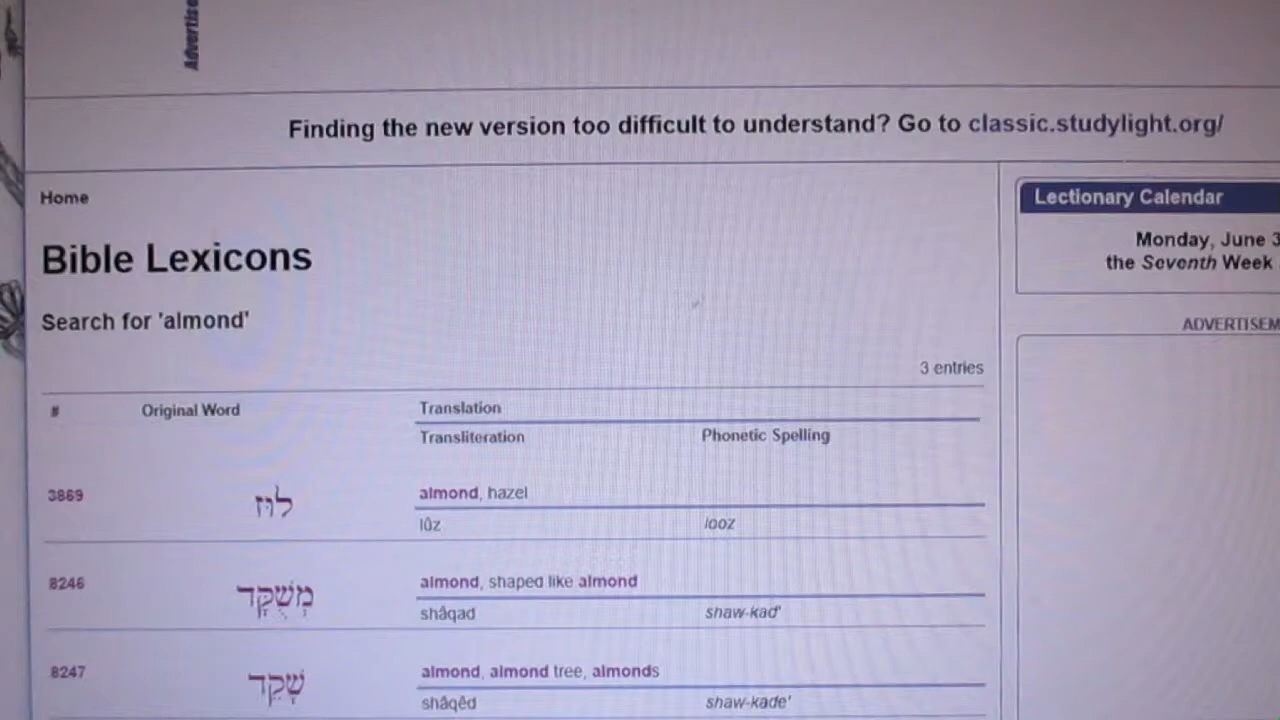 Advertise
Finding the new version too difficult to understand? Go to classic.studylight.org/
Home
Bible Lexicons
Search for 'almond'
Lectionary Calendar
Monday, June 3
the Seventh Week
ADVERTISEM
3 entries
# Original Word Translation
Transliteration Phonetic Spelling
3869 לוּז almond, hazel
lûz looz
8246 מְשֻׁקָּד almond, shaped like almond
shâqad shaw-kad'
8247 שָׁקֵד almond, almond tree, almonds
shâqêd shaw-kade'